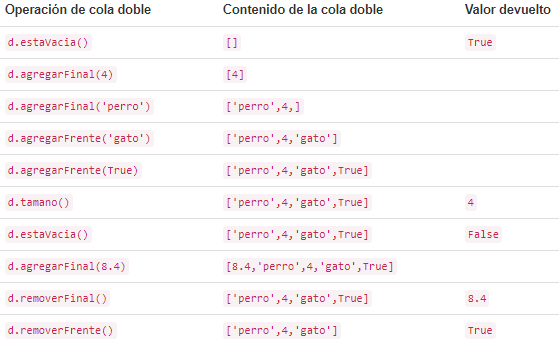 Operación de cola doble Contenido de la cola doble Valor devuelto
d.estaVacia() [] True
d.agregarFinal(4) [4]
d.agregarFinal('perro') ['perro',4,]
d.agregarFrente('gato') ['perro',4,'gato']
d.agregarFrente(True) ['perro',4,'gato',True]
d.tamano() ['perro',4,'gato',True] 4
d.estaVacia() ['perro',4,'gato',True] False
d.agregarFinal(8.4) [8.4,'perro',4,'gato',True]
d.removerFinal() ['perro',4,'gato',True] 8.4
d.removerFrente() ['perro',4,'gato'] True